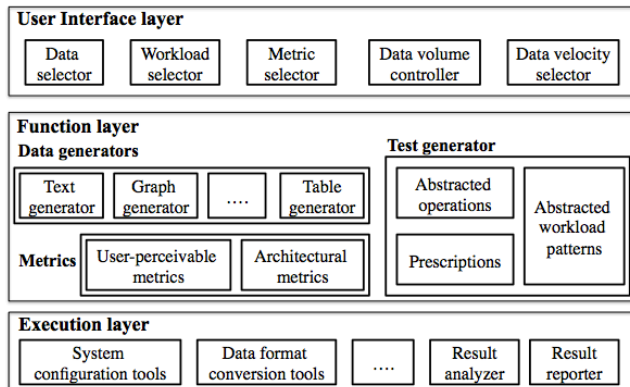 User Interface layer
Data
selector
Workload
selector
Metric
selector
Data volume
controller
Data velocity
selector
Function layer
Data generators
Text
generator
Graph
generator
....
Table
generator
Metrics
User-perceivable
metrics
Architectural
metrics
Test generator
Abstracted
operations
Prescriptions
Abstracted
workload
patterns
Execution layer
System
configuration tools
Data format
conversion tools
....
Result
analyzer
Result
reporter